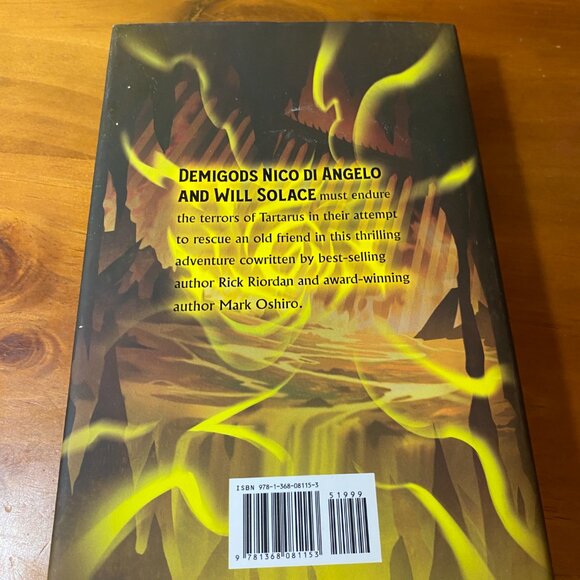 DEMIGODS NICO DI ANGELO
AND WILL SOLACE must endure
the terrors of Tartarus in their attempt
to rescue an old friend in this thrilling
adventure cowritten by best-selling
author Rick Riordan and award-winning
author Mark Oshiro.
ISBN 978-1-368-08115-3
51999
9 781368 081153